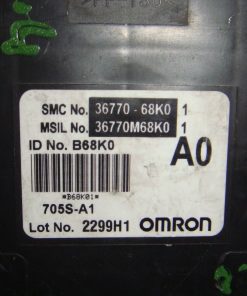 SMC No. 36770-68K0 1
MSIL No. 36770M68K0 1
ID No. B68K0
A0
*B68K01*
705S-A1
Lot No. 2299H1 OMRON